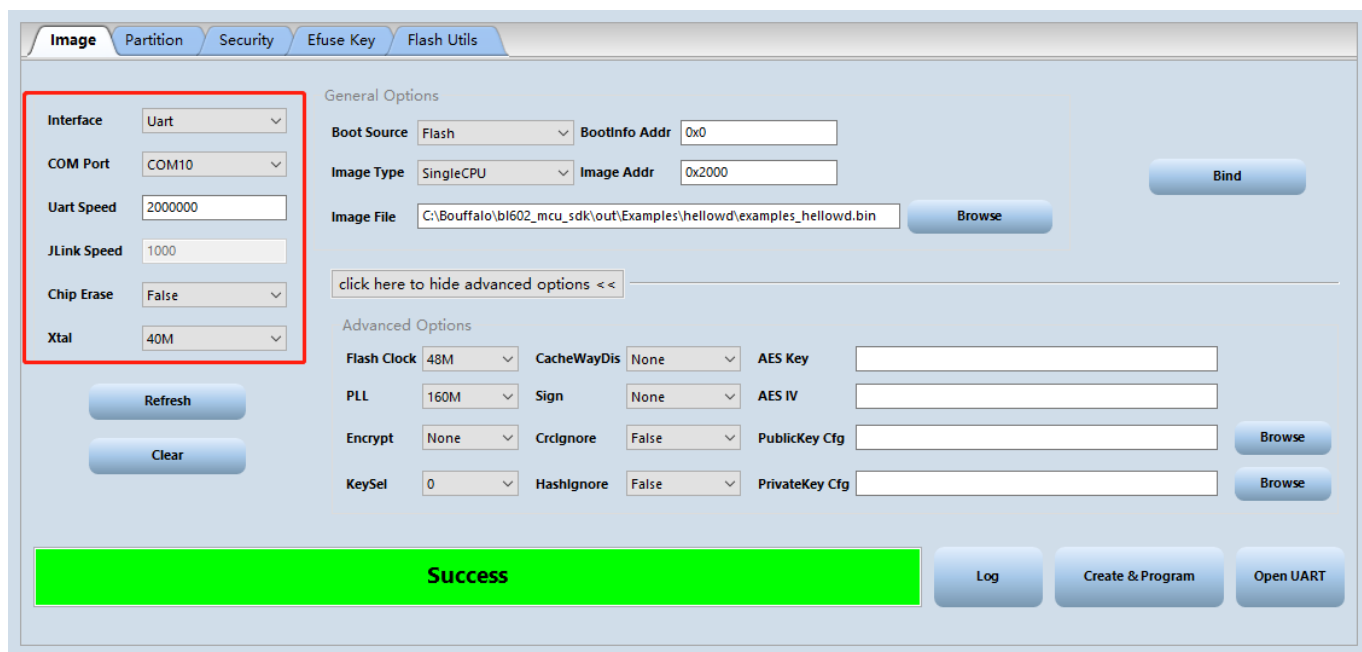 Image Partition Security Efuse Key Flash Utils
Interface Uart
COM Port COM10
Uart Speed 2000000
JLink Speed 1000
Chip Erase False
Xtal 40M
Refresh
Clear
General Options
Boot Source Flash BootInfo Addr 0x0
Image Type SingleCPU Image Addr 0x2000
Image File C:\Bouffalo\bl602_mcu_sdk\out\Examples\hellowd\examples_hellowd.bin Browse
Bind
click here to hide advanced options <<
Advanced Options
Flash Clock 48M CacheWayDis None AES Key
PLL 160M Sign None AES IV
Encrypt None CrcIgnore False PublicKey Cfg Browse
KeySel 0 HashIgnore False PrivateKey Cfg Browse
Success Log Create & Program Open UART